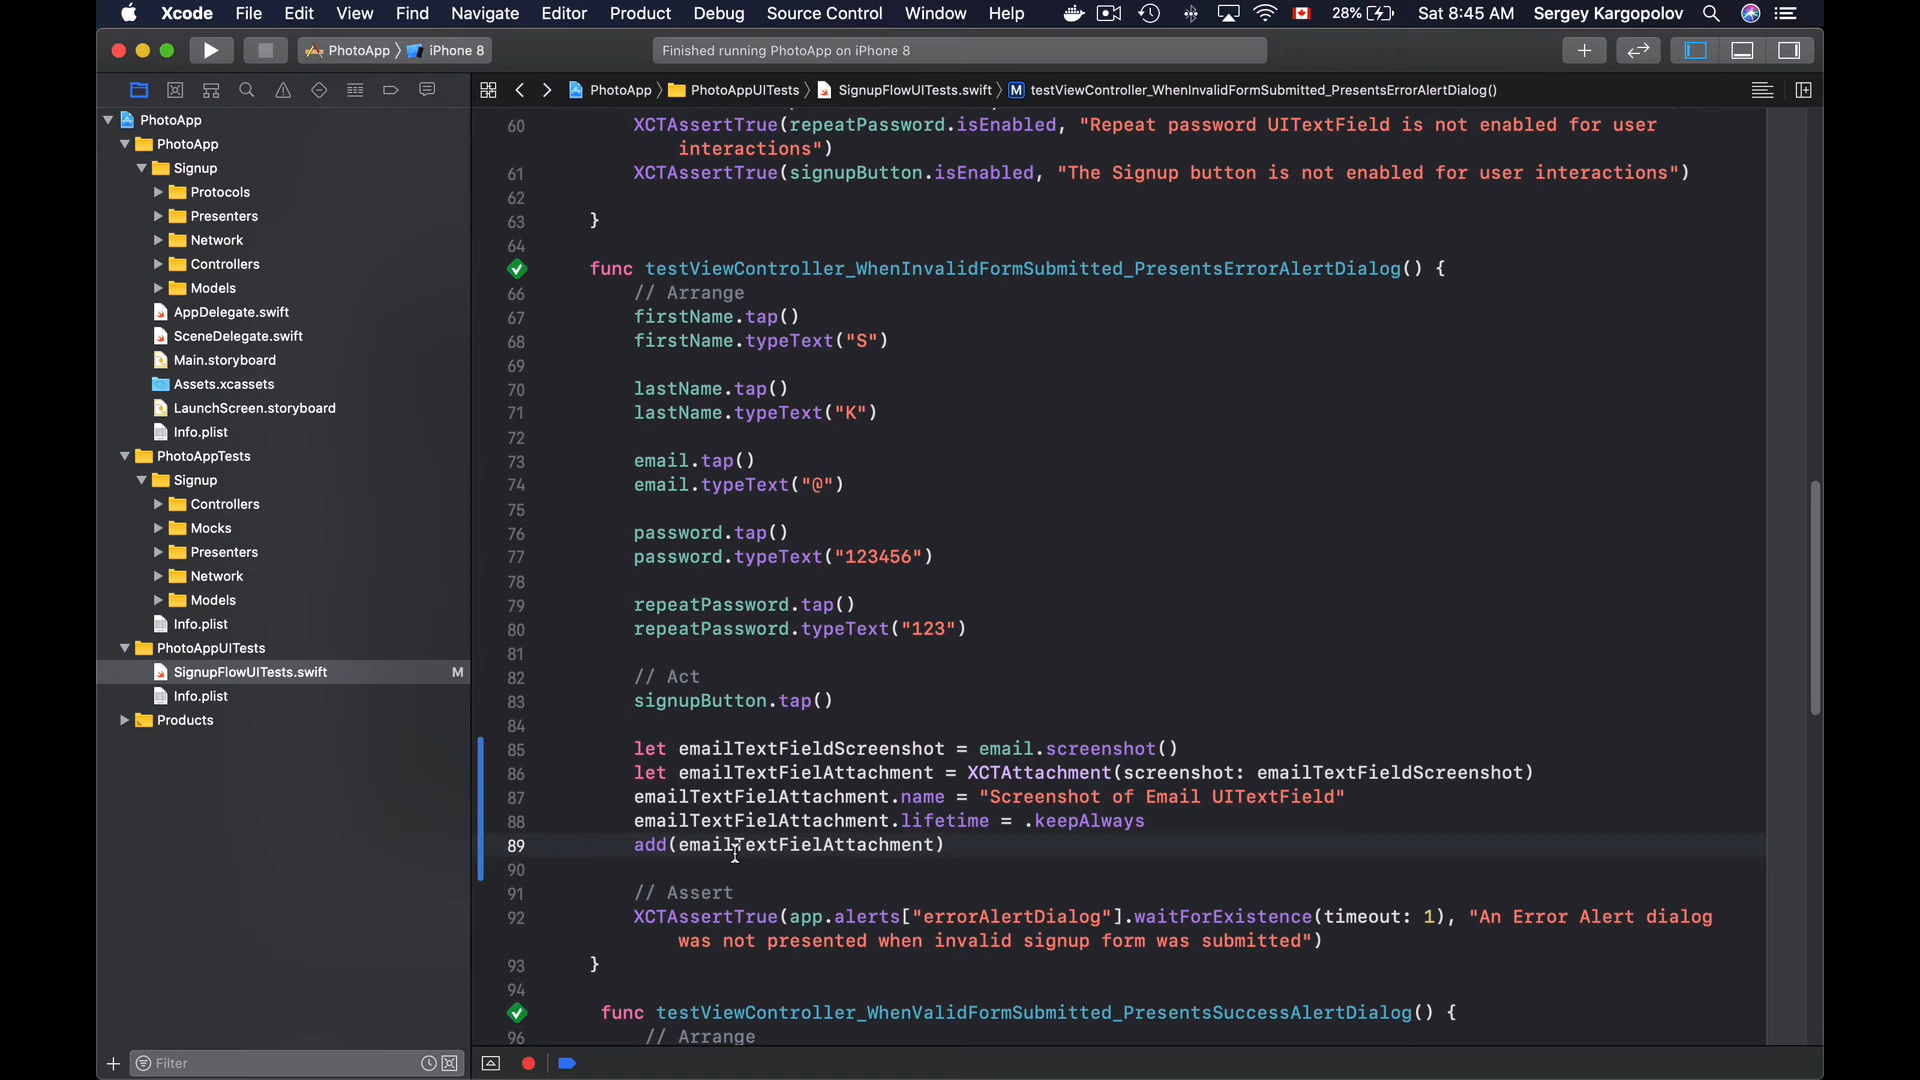 Xcode File Edit View Find Navigate Editor Product Debug Source Control Window Help 28% Sat 8:45 AM Sergey Kargopolov
PhotoApp iPhone 8 Finished running PhotoApp on iPhone 8
PhotoApp PhotoAppUITests SignupFlowUITests.swift M testViewController_WhenInvalidFormSubmitted_PresentsErrorAlertDialog()
PhotoApp
PhotoApp
Signup
Protocols
Presenters
Network
Controllers
Models
AppDelegate.swift
SceneDelegate.swift
Main.storyboard
Assets.xcassets
LaunchScreen.storyboard
Info.plist
PhotoAppTests
Signup
Controllers
Mocks
Presenters
Network
Models
Info.plist
PhotoAppUITests
SignupFlowUITests.swift M
Info.plist
Products
Filter
60 XCTAssertTrue(repeatPassword.isEnabled, "Repeat password UITextField is not enabled for user
interactions")
61 XCTAssertTrue(signupButton.isEnabled, "The Signup button is not enabled for user interactions")
62
63 }
64
func testViewController_WhenInvalidFormSubmitted_PresentsErrorAlertDialog() {
66 // Arrange
67 firstName.tap()
68 firstName.typeText("S")
69
70 lastName.tap()
71 lastName.typeText("K")
72
73 email.tap()
74 email.typeText("@")
75
76 password.tap()
77 password.typeText("123456")
78
79 repeatPassword.tap()
80 repeatPassword.typeText("123")
81
82 // Act
83 signupButton.tap()
84
85 let emailTextFieldScreenshot = email.screenshot()
86 let emailTextFielAttachment = XCTAttachment(screenshot: emailTextFieldScreenshot)
87 emailTextFielAttachment.name = "Screenshot of Email UITextField"
88 emailTextFielAttachment.lifetime = .keepAlways
89 add(emailTextFielAttachment)
90
91 // Assert
92 XCTAssertTrue(app.alerts["errorAlertDialog"].waitForExistence(timeout: 1), "An Error Alert dialog
was not presented when invalid signup form was submitted")
93 }
94
func testViewController_WhenValidFormSubmitted_PresentsSuccessAlertDialog() {
96 // Arrange